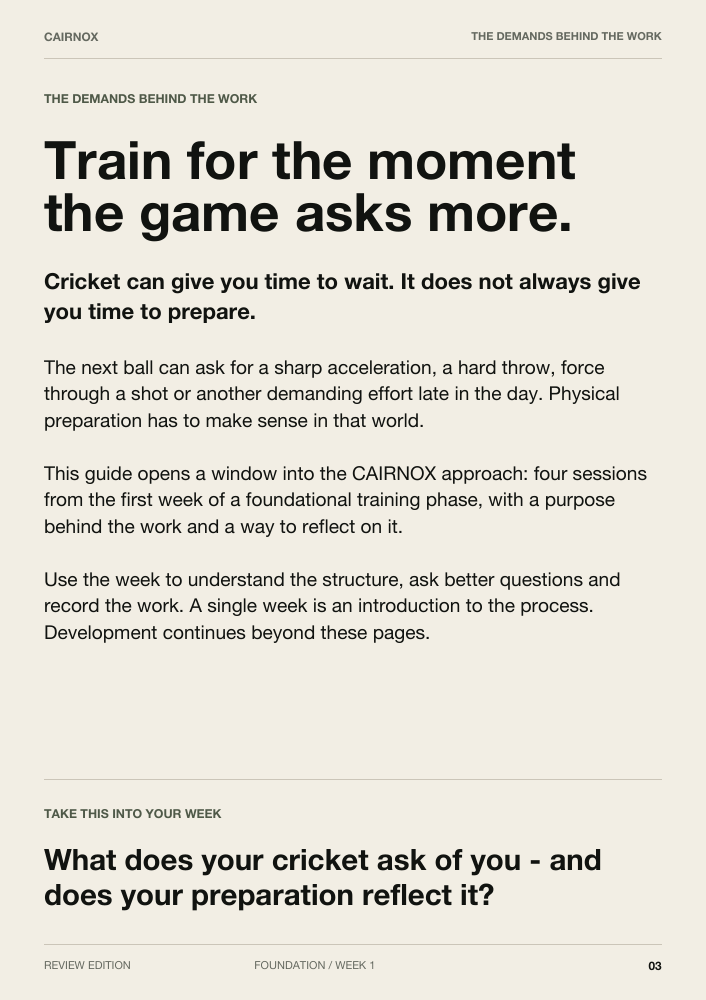 CAIRNOX
THE DEMANDS BEHIND THE WORK
THE DEMANDS BEHIND THE WORK
Train for the moment
the game asks more.
Cricket can give you time to wait. It does not always give
you time to prepare.
The next ball can ask for a sharp acceleration, a hard throw, force
through a shot or another demanding effort late in the day. Physical
preparation has to make sense in that world.
This guide opens a window into the CAIRNOX approach: four sessions
from the first week of a foundational training phase, with a purpose
behind the work and a way to reflect on it.
Use the week to understand the structure, ask better questions and
record the work. A single week is an introduction to the process.
Development continues beyond these pages.
TAKE THIS INTO YOUR WEEK
What does your cricket ask of you - and
does your preparation reflect it?
REVIEW EDITION
FOUNDATION / WEEK 1
03